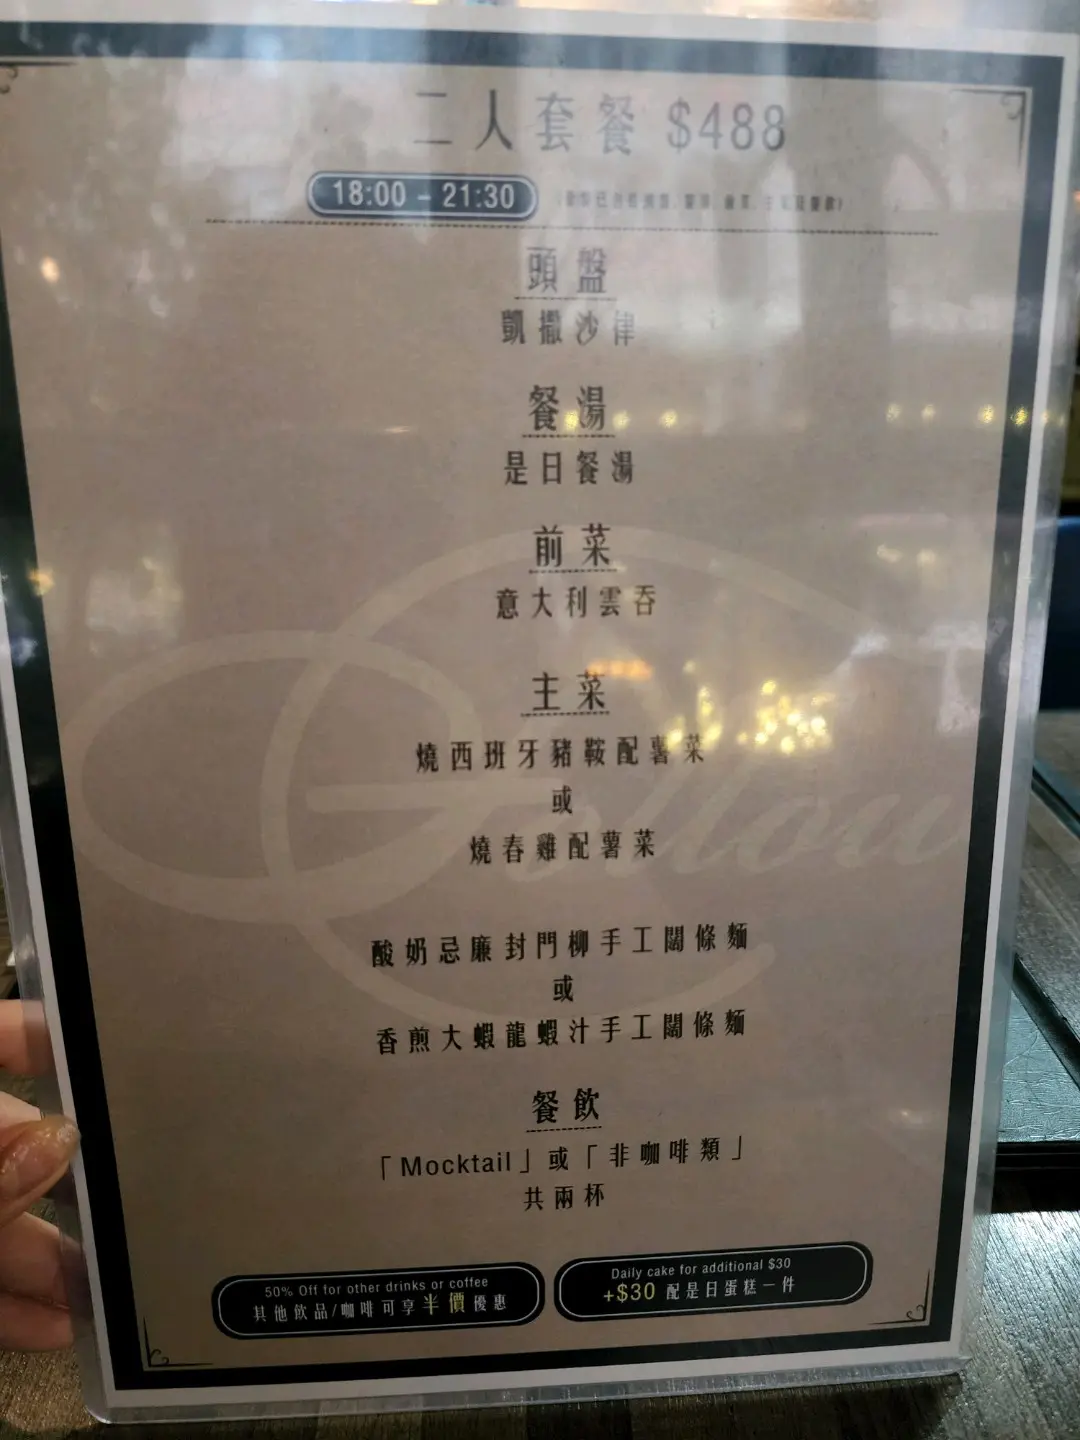 二人套餐 $488
18:00 - 21:30
頭盤
凱撒沙律
餐湯
是日餐湯
前菜
意大利雲吞
主菜
燒西班牙豬鞍配薯菜
或
燒春雞配薯菜
酸奶忌廉封門柳手工闊條麵
或
香煎大蝦龍蝦汁手工闊條麵
餐飲
「Mocktail」或「非咖啡類」
共兩杯
50% Off for other drinks or coffee
其他飲品/咖啡可享半價優惠
Daily cake for additional $30
+$30 配是日蛋糕一件